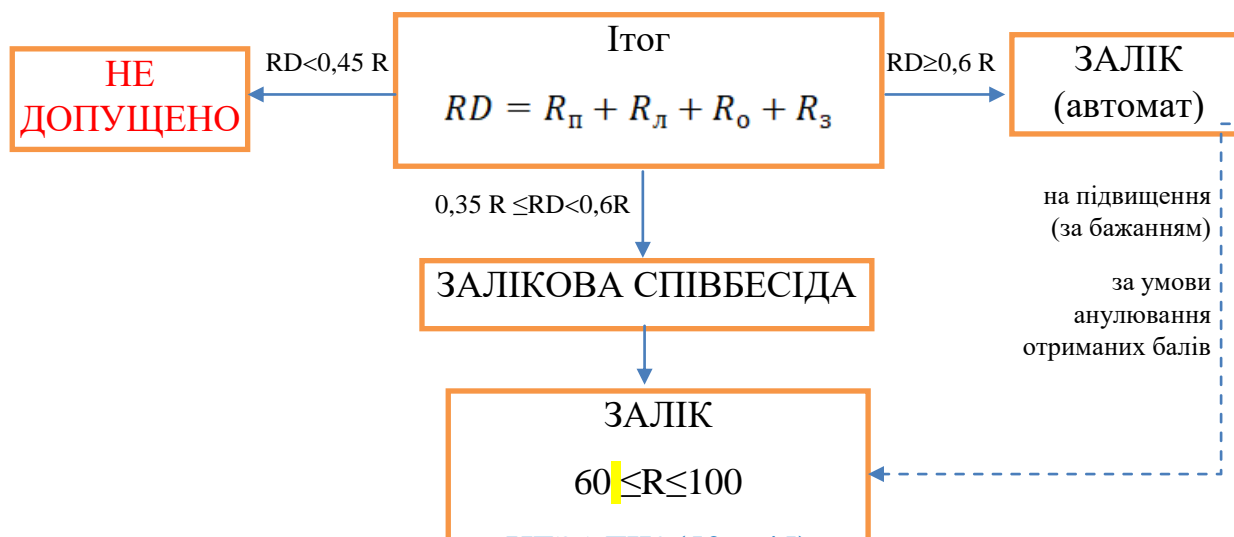 Ітог
RD = Rп + Rл + Rо + Rз
RD<0,45 R
НЕ
ДОПУЩЕНО
RD≥0,6 R
ЗАЛІК
(автомат)
на підвищення
(за бажанням)
за умови
анулювання
отриманих балів
0,35 R ≤RD<0,6R
ЗАЛІКОВА СПІВБЕСІДА
ЗАЛІК
60 ≤R≤100